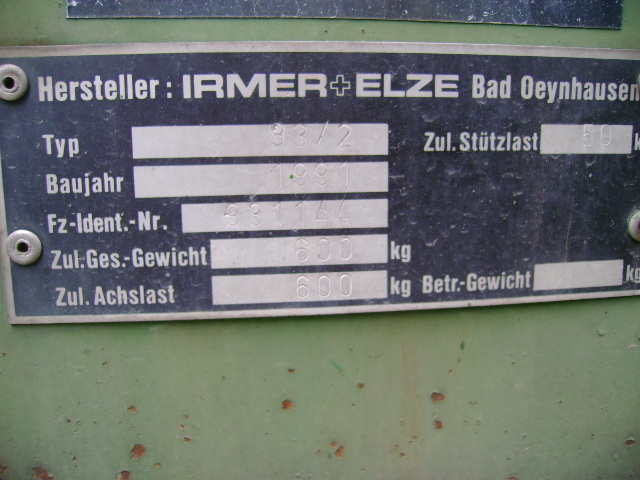 Hersteller: IRMER+ELZE Bad Oeynhausen
Typ 93/2 Zul. Stützlast 50 k
Baujahr 1991
Fz-Ident.-Nr. 931144
Zul.Ges.-Gewicht 600 kg
Zul. Achslast 600 kg Betr.-Gewicht kg